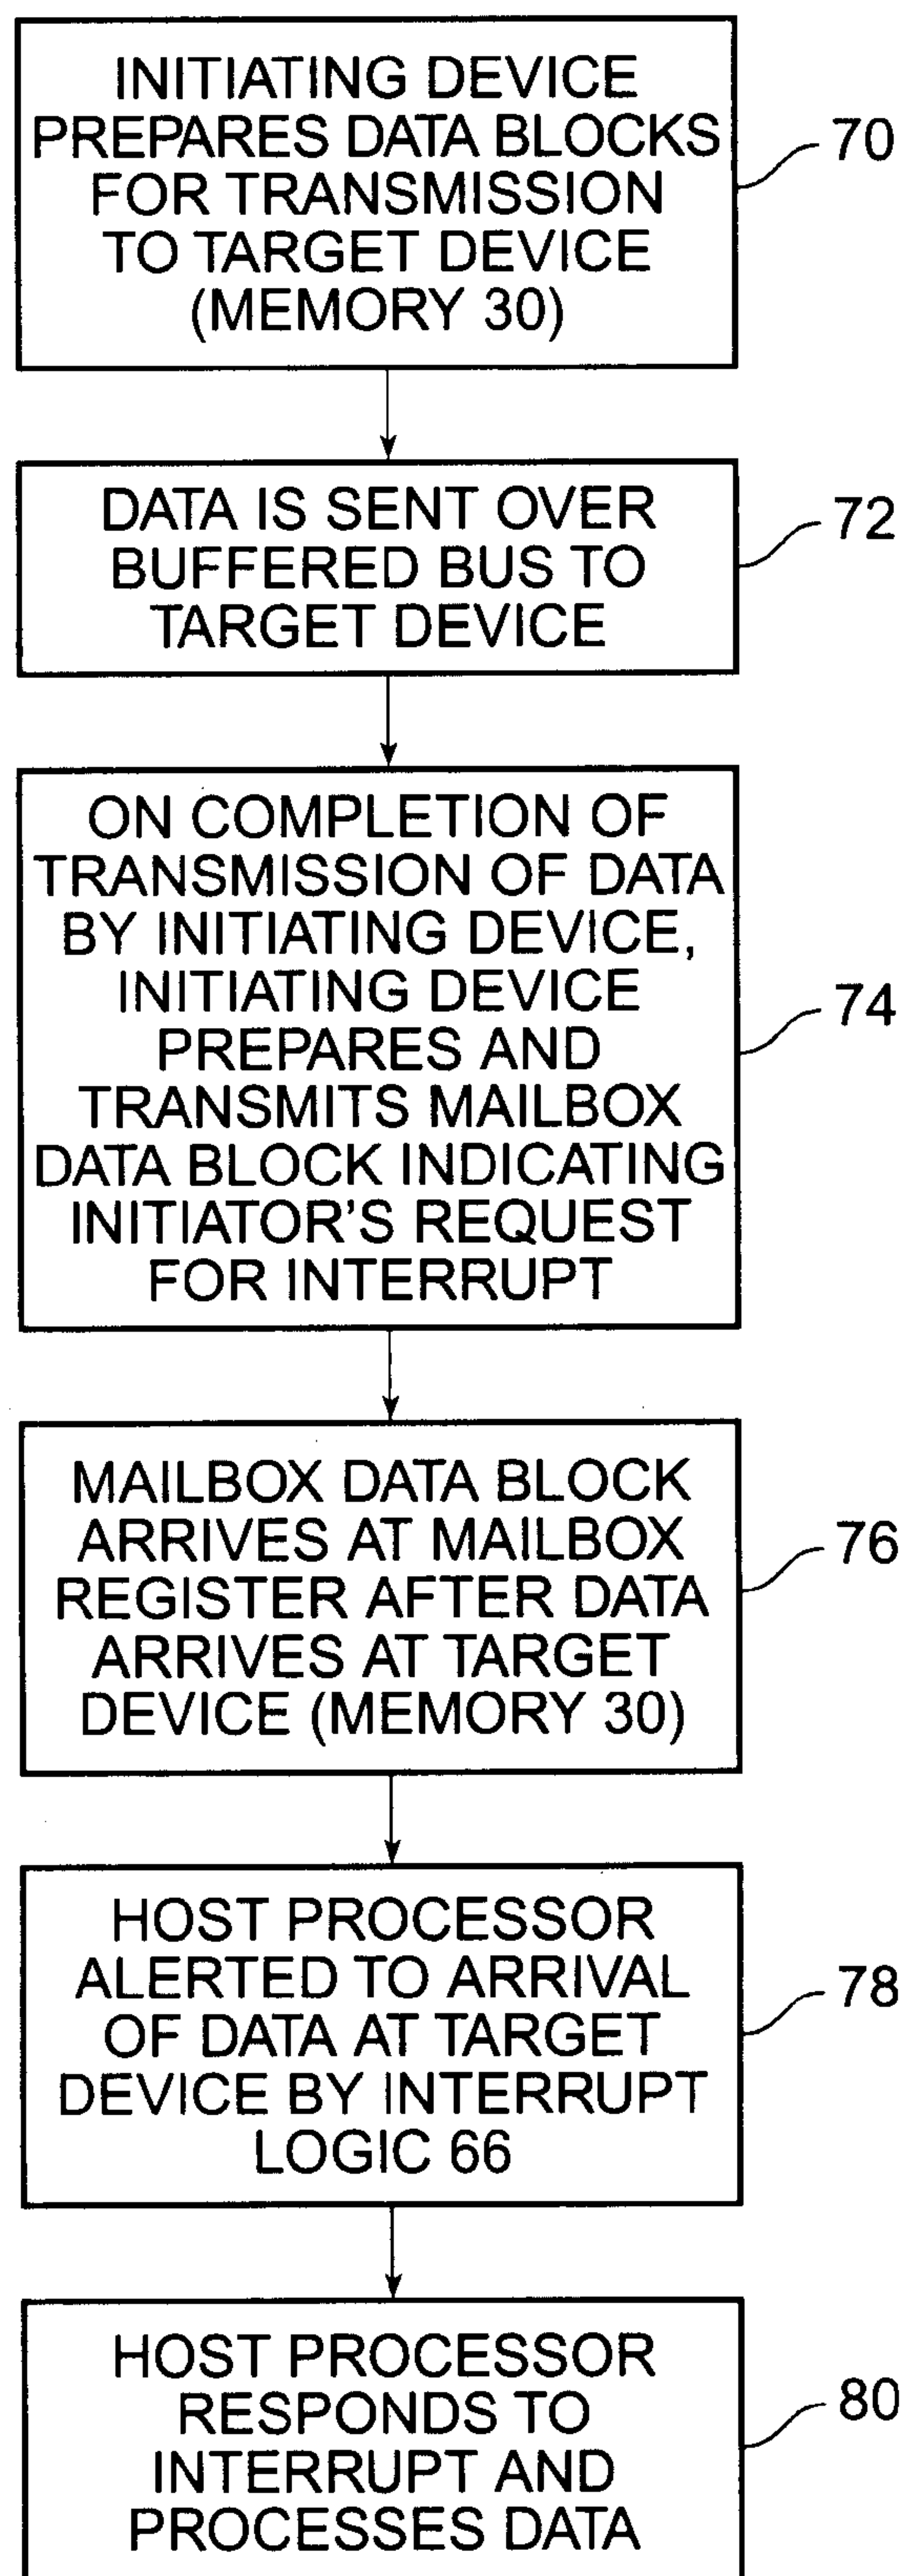 INITIATING DEVICE
PREPARES DATA BLOCKS
FOR TRANSMISSION
TO TARGET DEVICE
(MEMORY 30)
70
DATA IS SENT OVER
BUFFERED BUS TO
TARGET DEVICE
72
ON COMPLETION OF
TRANSMISSION OF DATA
BY INITIATING DEVICE,
INITIATING DEVICE
PREPARES AND
TRANSMITS MAILBOX
DATA BLOCK INDICATING
INITIATOR'S REQUEST
FOR INTERRUPT
74
MAILBOX DATA BLOCK
ARRIVES AT MAILBOX
REGISTER AFTER DATA
ARRIVES AT TARGET
DEVICE (MEMORY 30)
76
HOST PROCESSOR
ALERTED TO ARRIVAL
OF DATA AT TARGET
DEVICE BY INTERRUPT
LOGIC 66
78
HOST PROCESSOR
RESPONDS TO
INTERRUPT AND
PROCESSES DATA
80